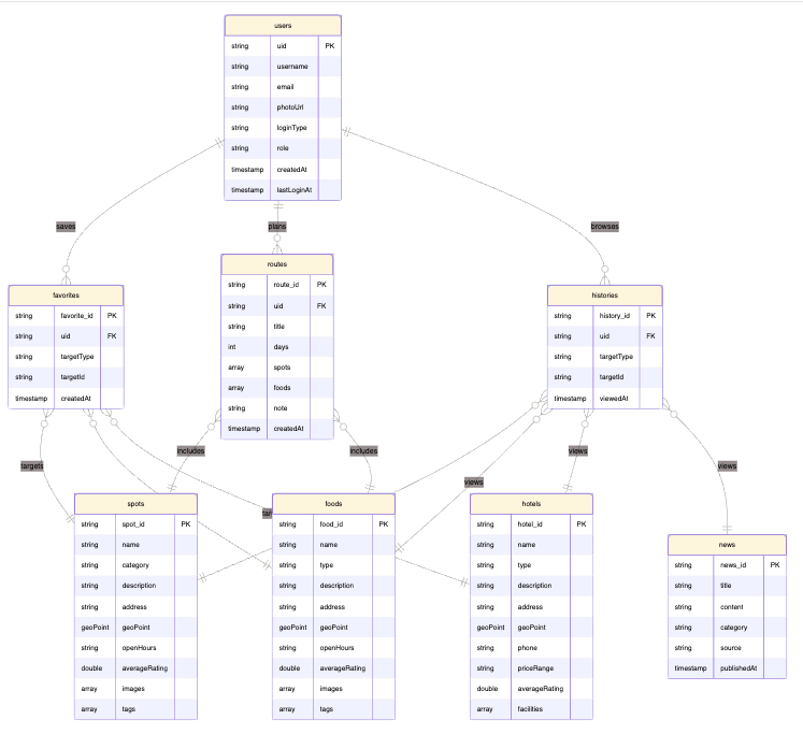 users
string uid PK
string username
string email
string photoUrl
string loginType
string role
timestamp createdAt
timestamp lastLoginAt
saves
plans
browses
favorites
string favorite_id PK
string uid FK
string targetType
string targetId
timestamp createdAt
routes
string route_id PK
string uid FK
string title
int days
array spots
array foods
string note
timestamp createdAt
histories
string history_id PK
string uid FK
string targetType
string targetId
timestamp viewedAt
targets
includes
includes
views
views
views
tar
spots
string spot_id PK
string name
string category
string description
string address
geoPoint geoPoint
string openHours
double averageRating
array images
array tags
foods
string food_id PK
string name
string type
string description
string address
geoPoint geoPoint
string openHours
double averageRating
array images
array tags
hotels
string hotel_id PK
string name
string type
string description
string address
geoPoint geoPoint
string phone
string priceRange
double averageRating
array facilities
news
string news_id PK
string title
string content
string category
string source
timestamp publishedAt